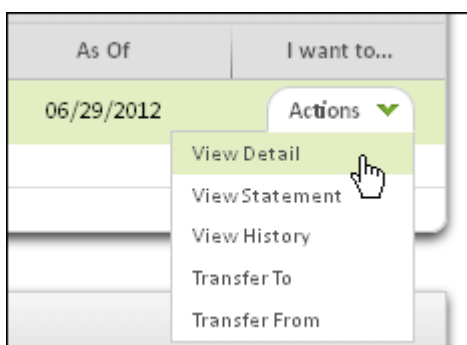 As Of I want to...
06/29/2012 Actions
View Detail
View Statement
View History
Transfer To
Transfer From